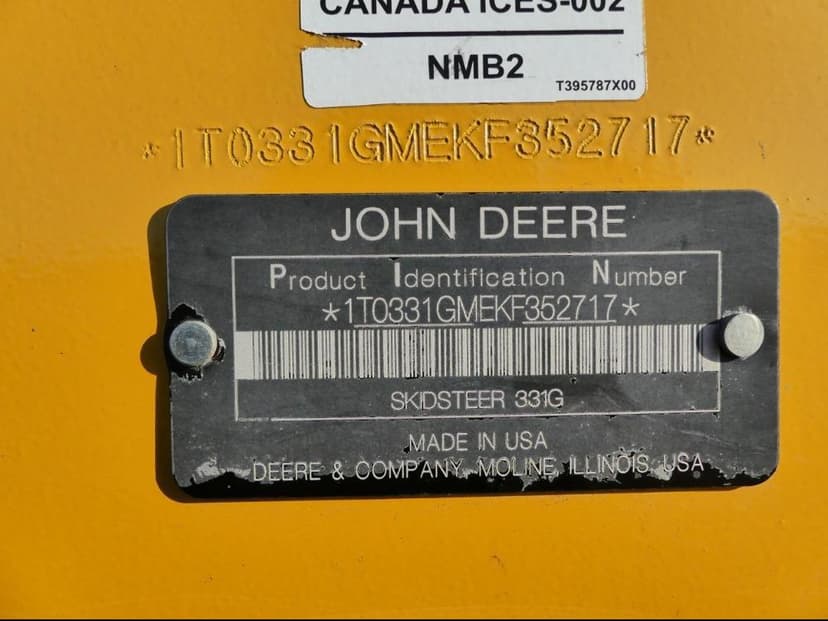 CANADA ICES-002
NMB2
T395787X00
*1T0331GMEKF352717*
JOHN DEERE
Product Identification Number
*1T0331GMEKF352717*
SKIDSTEER 331G
MADE IN USA
DEERE & COMPANY, MOLINE, ILLINOIS, USA